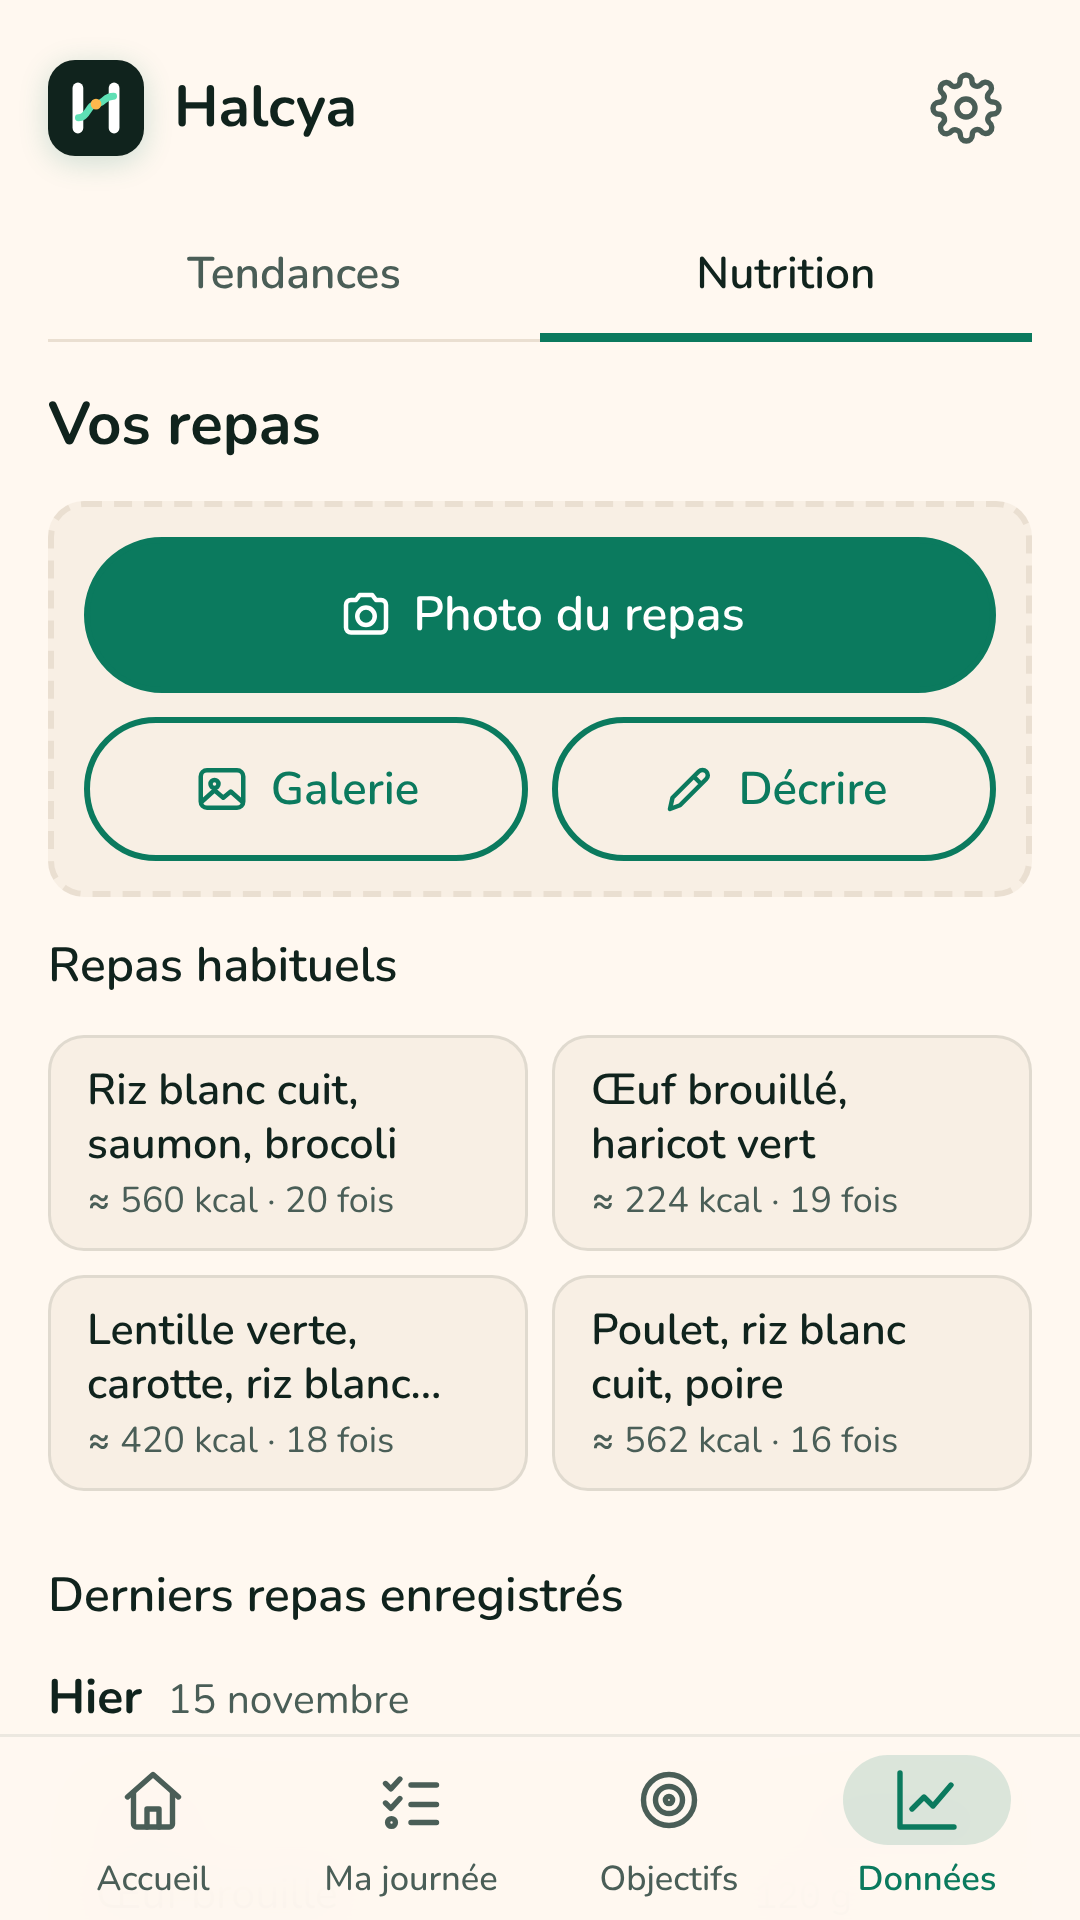 Halcya
Tendances
Nutrition
Vos repas
Photo du repas
Galerie
Décrire
Repas habituels
Riz blanc cuit,
saumon, brocoli
≈ 560 kcal · 20 fois
Œuf brouillé,
haricot vert
≈ 224 kcal · 19 fois
Lentille verte,
carotte, riz blanc...
≈ 420 kcal · 18 fois
Poulet, riz blanc
cuit, poire
≈ 562 kcal · 16 fois
Derniers repas enregistrés
Hier 15 novembre
Accueil
Ma journée
Objectifs
Données